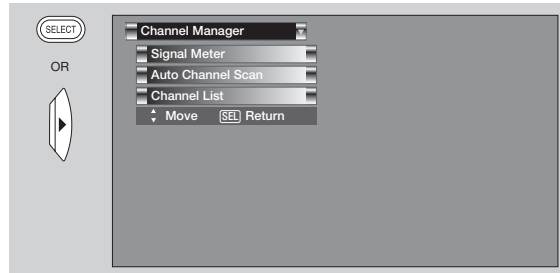 SELECT
OR
Channel Manager
Signal Meter
Auto Channel Scan
Channel List
Move SEL Return